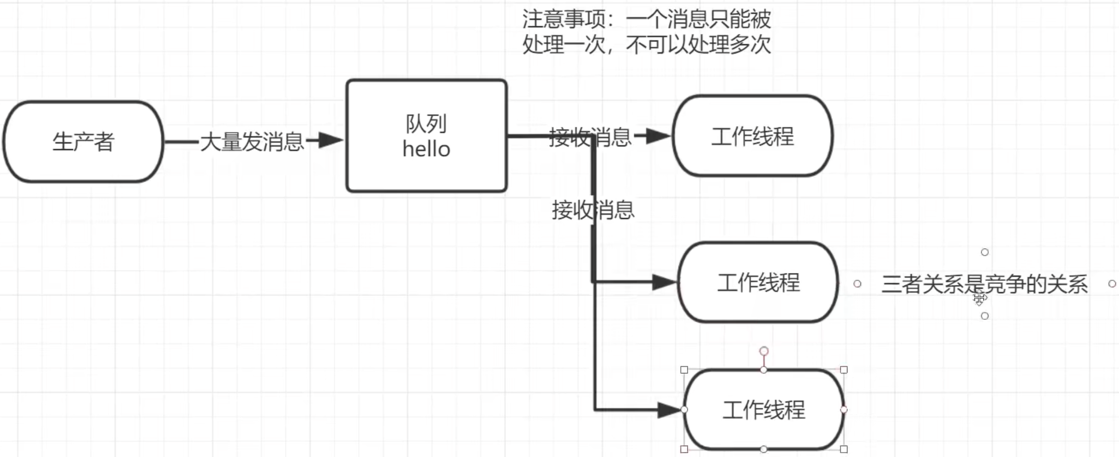 注意事项：一个消息只能被
处理一次，不可以处理多次
生产者
大量发消息
队列
hello
接收消息
工作线程
接收消息
工作线程
三者关系是竞争的关系
工作线程